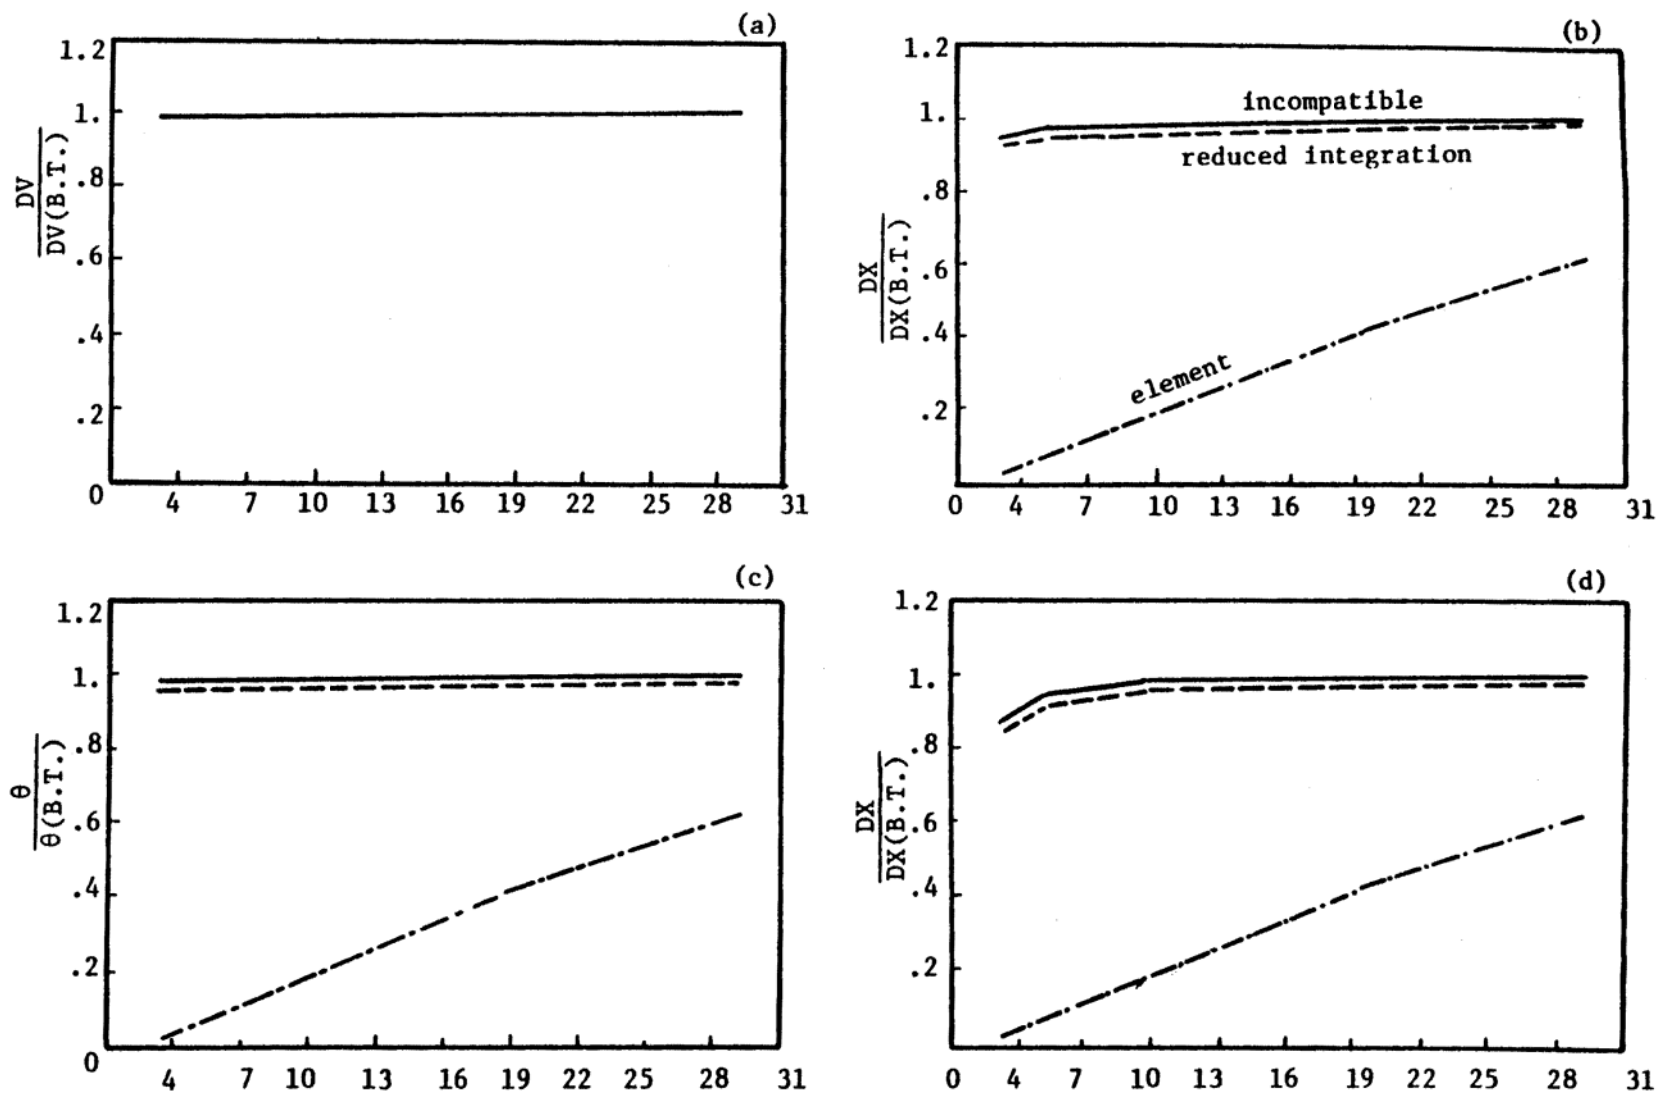 (a)
1.2
1.
.8
.6
.4
.2
0
4 7 10 13 16 19 22 25 28 31
DV
DV(B.T.)
(b)
1.2
1.
.8
.6
.4
.2
0 4 7 10 13 16 19 22 25 28 31
DX
DX(B.T.)
incompatible
reduced integration
element
(c)
1.2
1.
.8
.6
.4
.2
0
4 7 10 13 16 19 22 25 28 31
θ
θ(B.T.)
(d)
1.2
1.
.8
.6
.4
.2
0 4 7 10 13 16 19 22 25 28 31
DX
DX(B.T.)